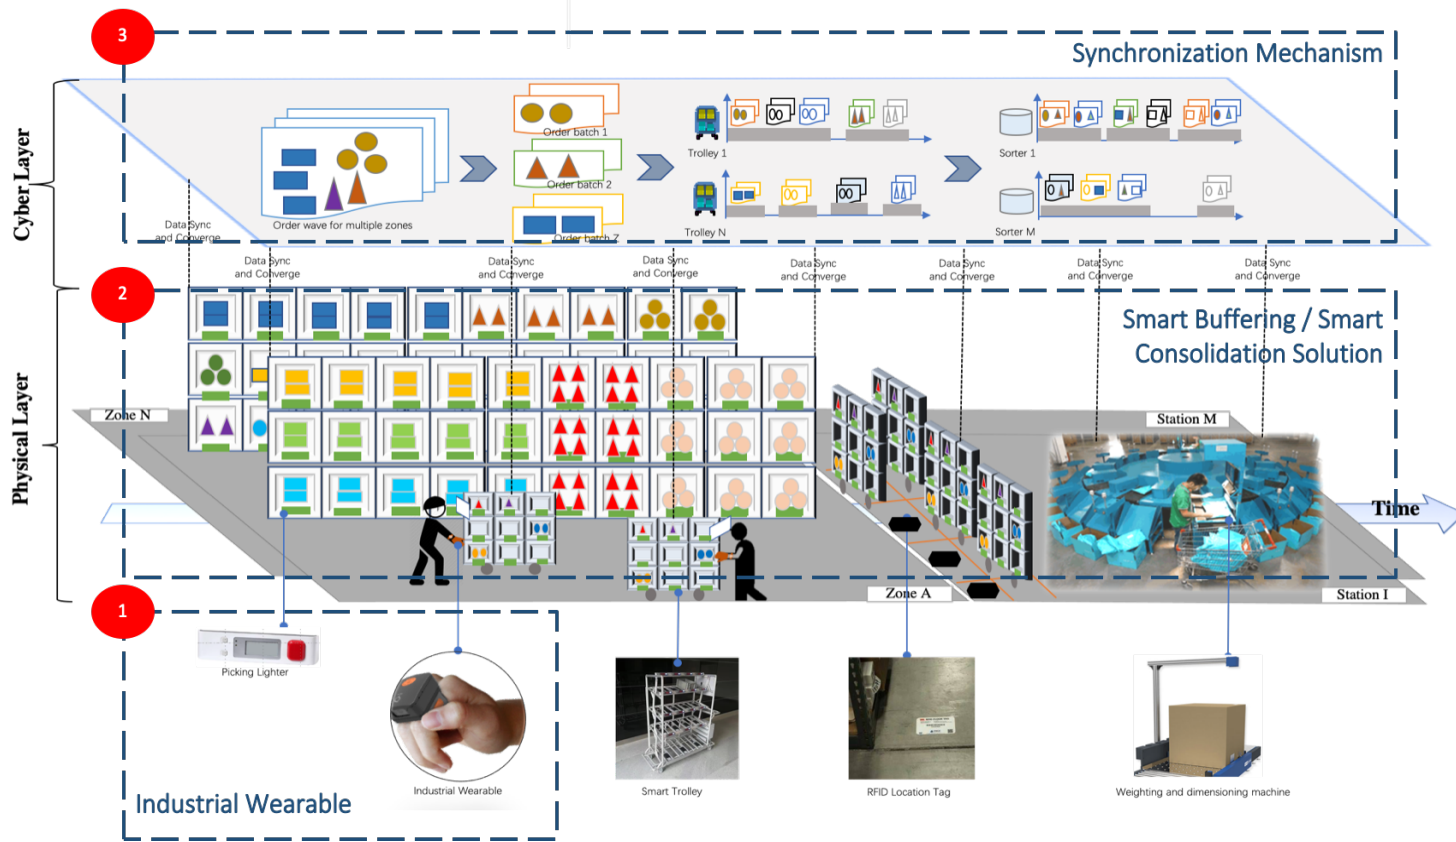 3
Synchronization Mechanism
Cyber Layer
Order wave for multiple zones
Order batch 1
Order batch 2
Order batch Z
Trolley 1
Trolley N
Sorter 1
Sorter M
Data Sync
and Converge
Data Sync
and Converge
Data Sync
and Converge
Data Sync
and Converge
Data Sync
and Converge
Data Sync
and Converge
Data Sync
and Converge
Data Sync
and Converge
2
Smart Buffering / Smart
Consolidation Solution
Physical Layer
Zone N
Station M
Time
Zone A
Station I
1
Picking Lighter
Industrial Wearable
Smart Trolley
RFID Location Tag
Weighting and dimensioning machine
Industrial Wearable